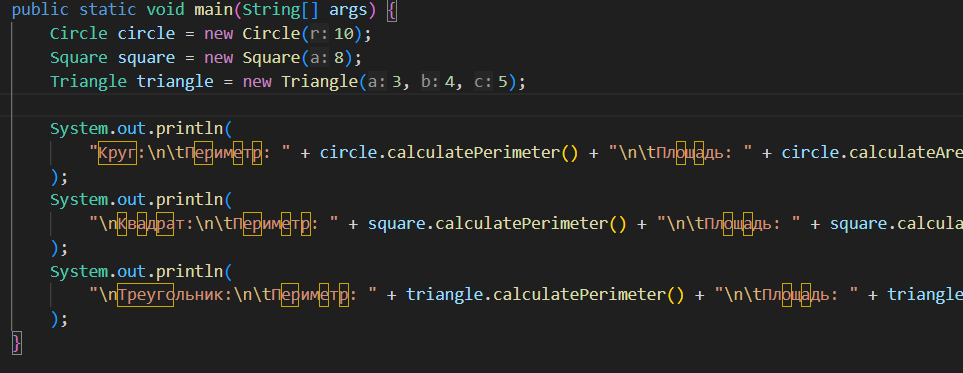 public static void main(String[] args) {
Circle circle = new Circle(r: 10);
Square square = new Square(a: 8);
Triangle triangle = new Triangle(a: 3, b: 4, c: 5);
System.out.println(
"Круг:\n\tПериметр: " + circle.calculatePerimeter() + "\n\tПлощадь: " + circle.calculateAre
);
System.out.println(
"\nКвадрат:\n\tПериметр: " + square.calculatePerimeter() + "\n\tПлощадь: " + square.calcula
);
System.out.println(
"\nТреугольник:\n\tПериметр: " + triangle.calculatePerimeter() + "\n\tПлощадь: " + triangle
);
}